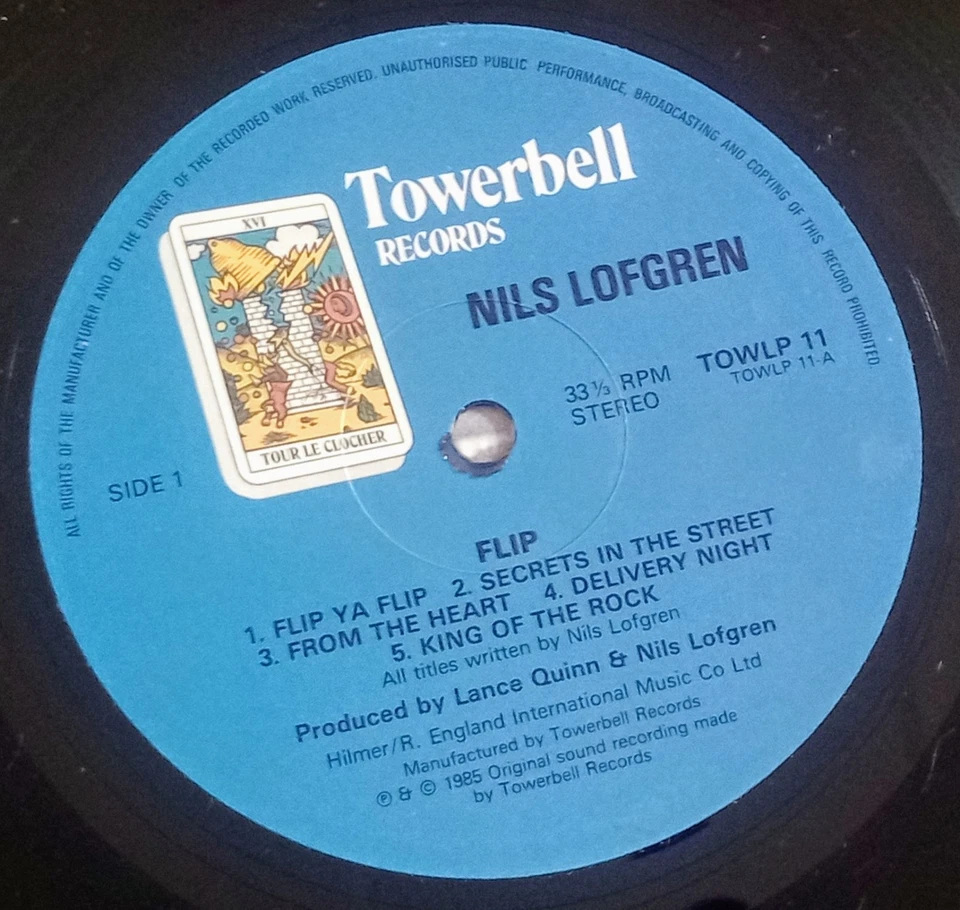 ALL RIGHTS OF THE MANUFACTURER AND OF THE OWNER OF THE RECORDED WORK RESERVED. UNAUTHORISED PUBLIC PERFORMANCE, BROADCASTING AND COPYING OF THIS RECORD PROHIBITED.
Towerbell
RECORDS
XVI
TOUR LE CLOCHER
NILS LOFGREN
33⅓ RPM
STEREO
TOWLP 11
TOWLP 11-A
SIDE 1
FLIP
1. FLIP YA FLIP 2. SECRETS IN THE STREET
3. FROM THE HEART 4. DELIVERY NIGHT
5. KING OF THE ROCK
All titles written by Nils Lofgren
Produced by Lance Quinn & Nils Lofgren
Hilmer/R. England International Music Co Ltd
Manufactured by Towerbell Records
℗ & © 1985 Original sound recording made
by Towerbell Records